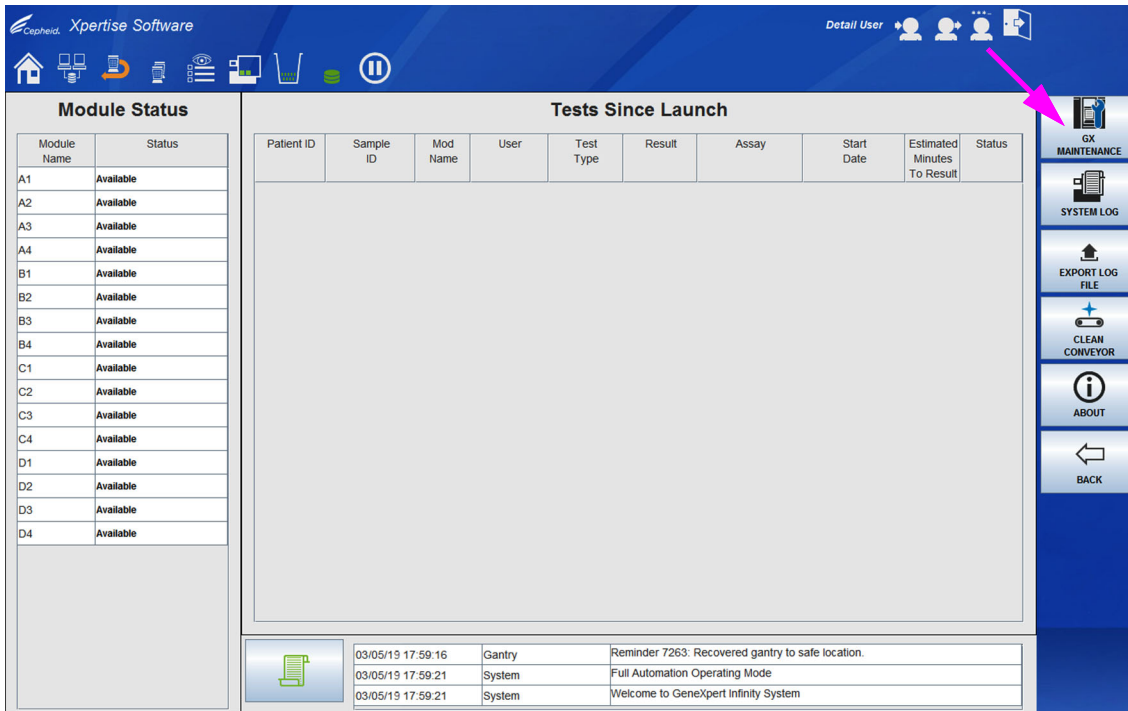 Cepheid. Xpertise Software
Detail User
Module Status
Module
Name
Status
A1 Available
A2 Available
A3 Available
A4 Available
B1 Available
B2 Available
B3 Available
B4 Available
C1 Available
C2 Available
C3 Available
C4 Available
D1 Available
D2 Available
D3 Available
D4 Available
Tests Since Launch
Patient ID
Sample
ID
Mod
Name
User
Test
Type
Result
Assay
Start
Date
Estimated
Minutes
To Result
Status
03/05/19 17:59:16 Gantry Reminder 7263: Recovered gantry to safe location.
03/05/19 17:59:21 System Full Automation Operating Mode
03/05/19 17:59:21 System Welcome to GeneXpert Infinity System
GX
MAINTENANCE
SYSTEM LOG
EXPORT LOG
FILE
CLEAN
CONVEYOR
ABOUT
BACK